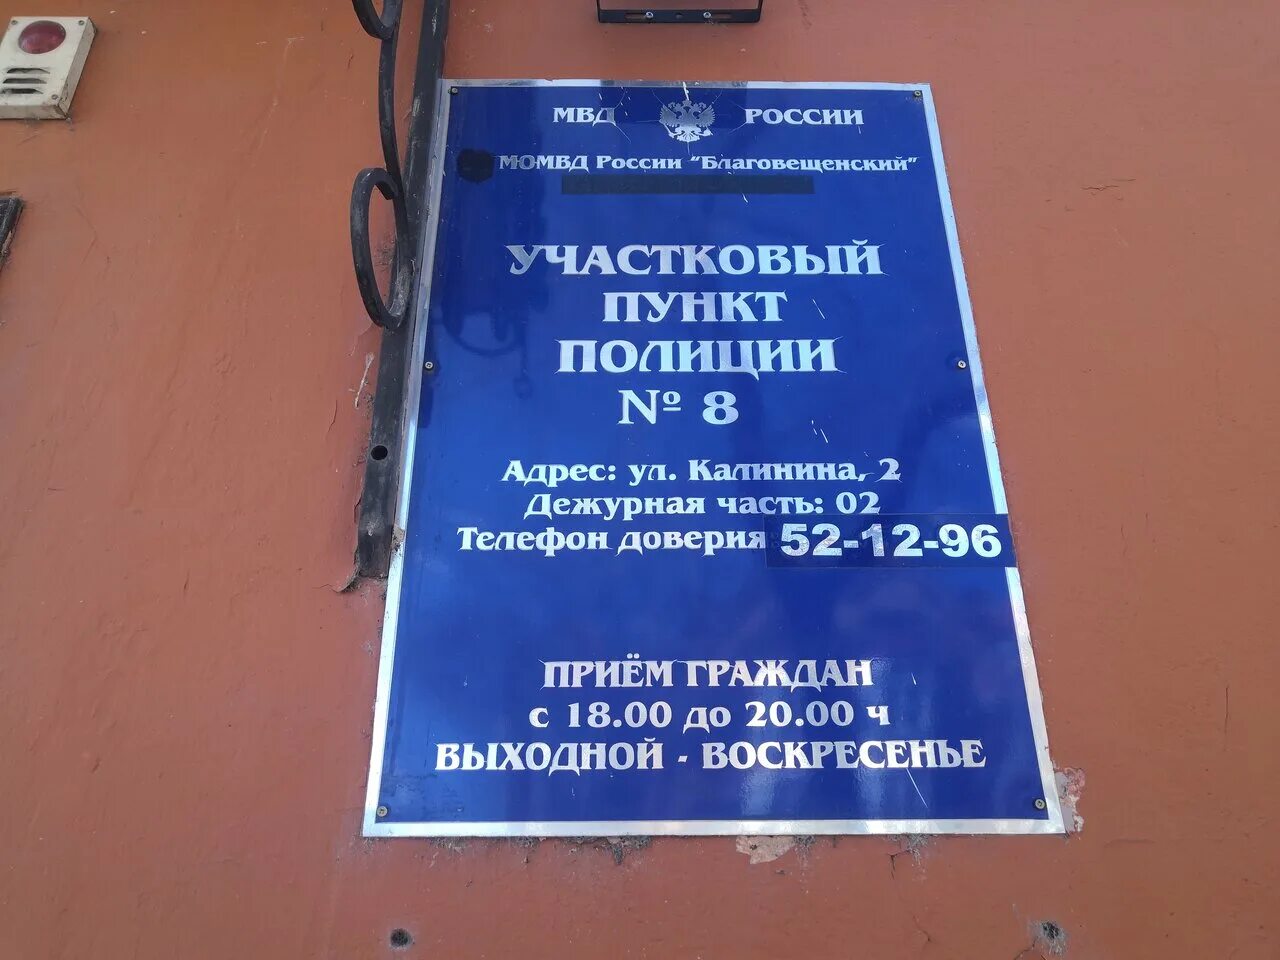 МВД РОССИИ
МОМВД России "Благовещенский"
УЧАСТКОВЫЙ
ПУНКТ
ПОЛИЦИИ
№ 8
Адрес: ул. Калинина, 2
Дежурная часть: 02
Телефон доверия 52-12-96
ПРИЁМ ГРАЖДАН
с 18.00 до 20.00 ч
ВЫХОДНОЙ - ВОСКРЕСЕНЬЕ